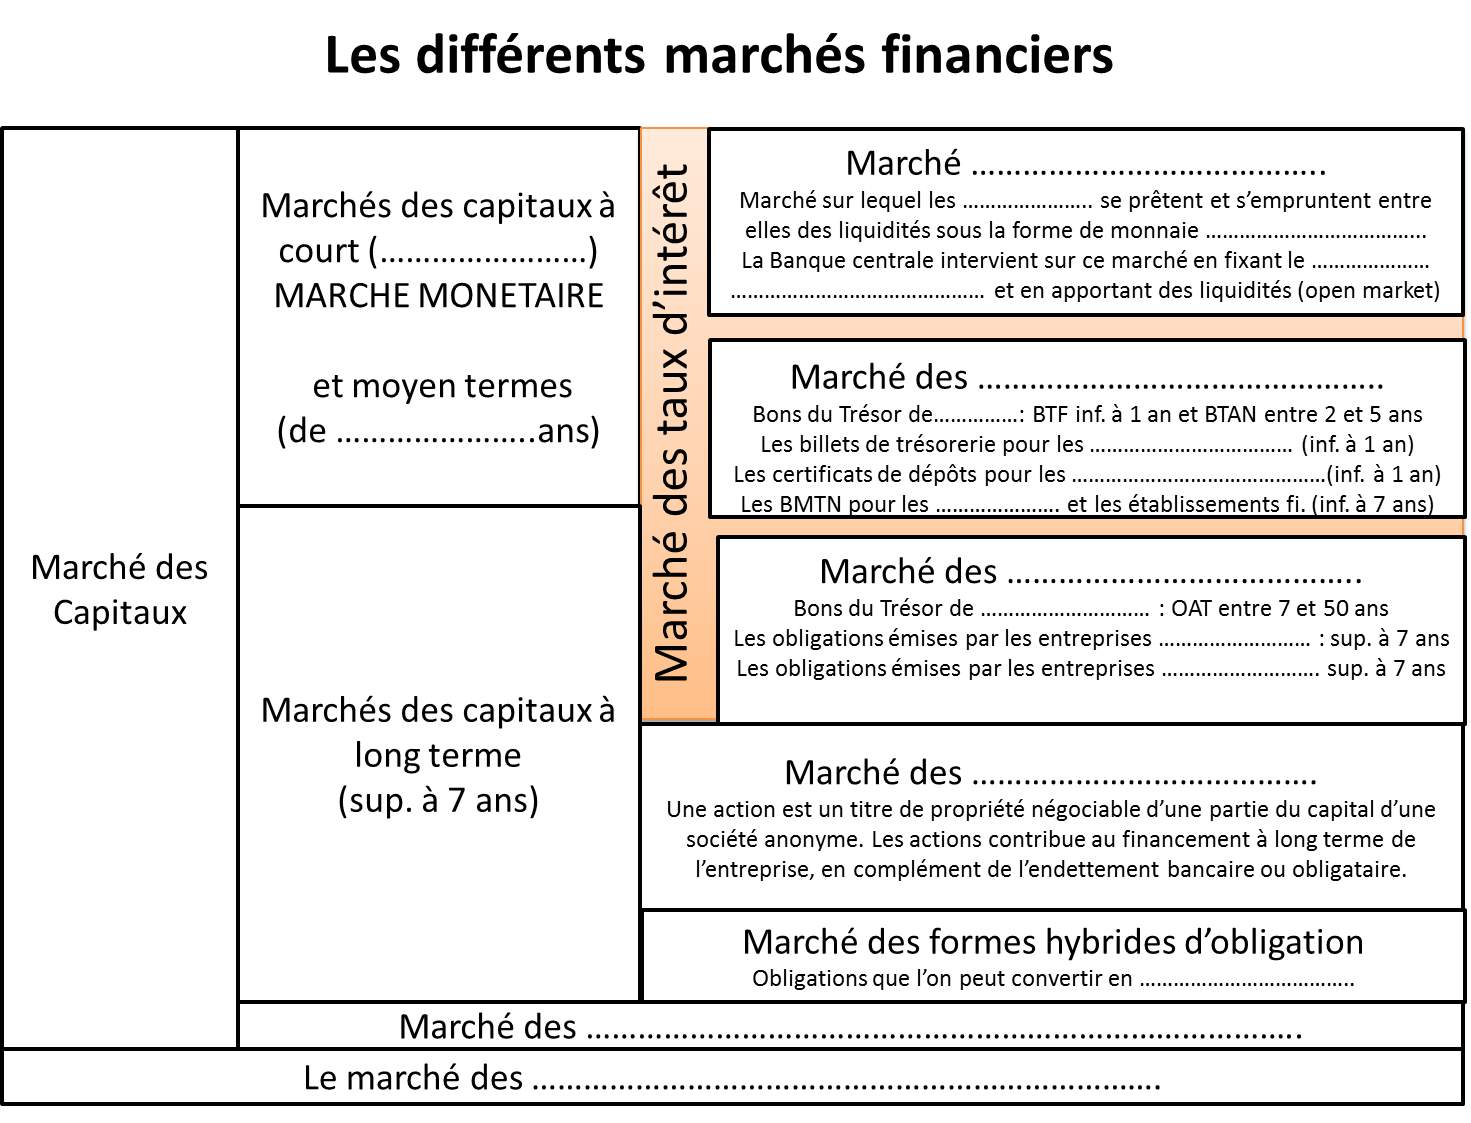 Les différents marchés financiers
Marché des
Capitaux
Marchés des capitaux à
court (……………………)
MARCHE MONETAIRE
et moyen termes
(de …………………..ans)
Marchés des capitaux à
long terme
(sup. à 7 ans)
Marché des taux d’intérêt
Marché …………………………………..
Marché sur lequel les ………………….. se prêtent et s’empruntent entre
elles des liquidités sous la forme de monnaie …………………………………..
La Banque centrale intervient sur ce marché en fixant le …………………
……………………………………… et en apportant des liquidités (open market)
Marché des ………………………………………..
Bons du Trésor de……………: BTF inf. à 1 an et BTAN entre 2 et 5 ans
Les billets de trésorerie pour les ……………………………… (inf. à 1 an)
Les certificats de dépôts pour les ………………………………………(inf. à 1 an)
Les BMTN pour les …………………. et les établissements fi. (inf. à 7 ans)
Marché des …………………………………..
Bons du Trésor de ………………………… : OAT entre 7 et 50 ans
Les obligations émises par les entreprises ……………………… : sup. à 7 ans
Les obligations émises par les entreprises ………………………. sup. à 7 ans
Marché des ………………………………….
Une action est un titre de propriété négociable d’une partie du capital d’une
société anonyme. Les actions contribue au financement à long terme de
l’entreprise, en complément de l’endettement bancaire ou obligataire.
Marché des formes hybrides d’obligation
Obligations que l’on peut convertir en ………………………………..
Marché des ……………………………………………………………………….
Le marché des ……………………………………………………………….